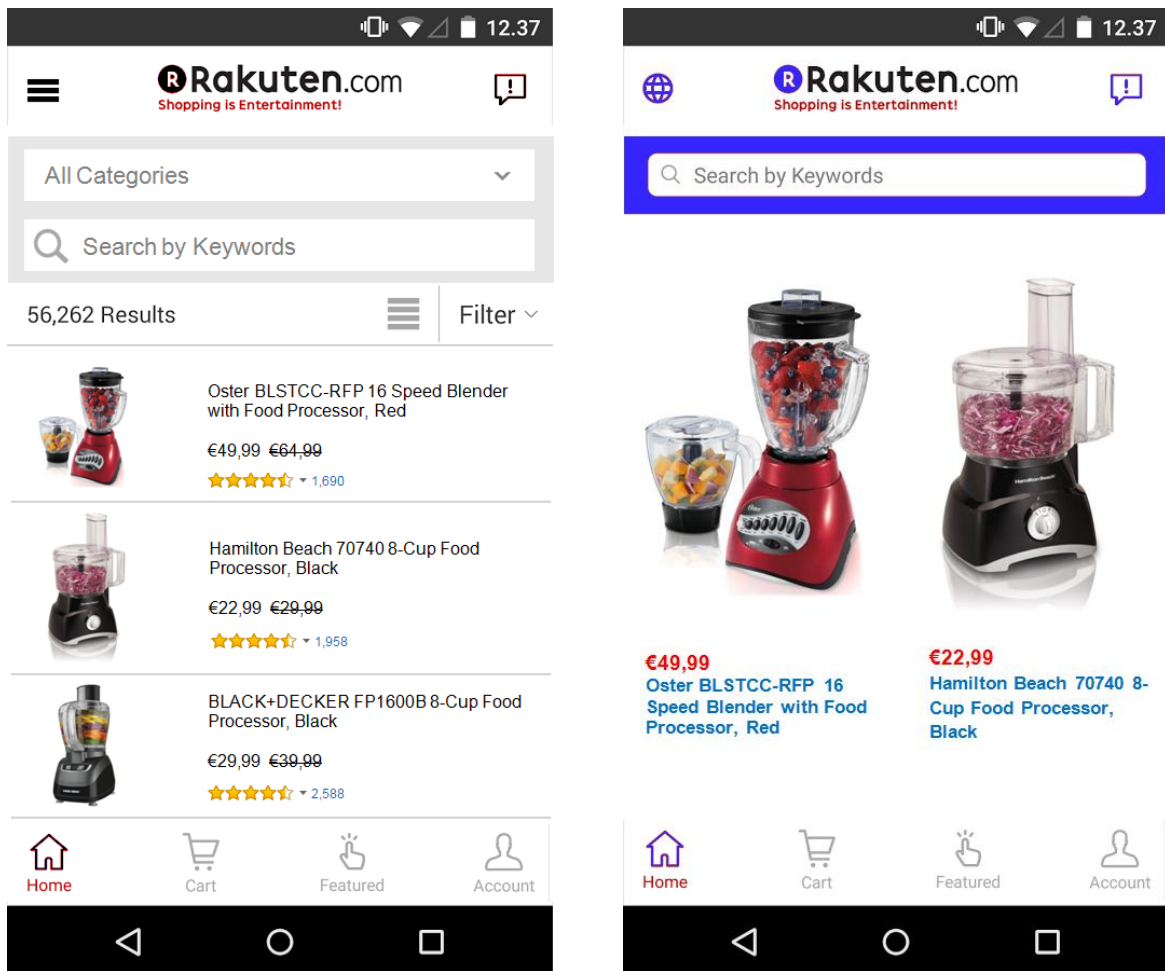 12.37
RRakuten.com
Shopping is Entertainment!
All Categories
Search by Keywords
56,262 Results
Filter
Oster BLSTCC-RFP 16 Speed Blender
with Food Processor, Red
€49,99 €64,99
1,690
Hamilton Beach 70740 8-Cup Food
Processor, Black
€22,99 €29,99
1,958
BLACK+DECKER FP1600B 8-Cup Food
Processor, Black
€29,99 €39,99
2,588
Home
Cart
Featured
Account
12.37
RRakuten.com
Shopping is Entertainment!
Search by Keywords
Oster
HamiltonBeach
€49,99
Oster BLSTCC-RFP 16
Speed Blender with Food
Processor, Red
€22,99
Hamilton Beach 70740 8-
Cup Food Processor,
Black
Home
Cart
Featured
Account